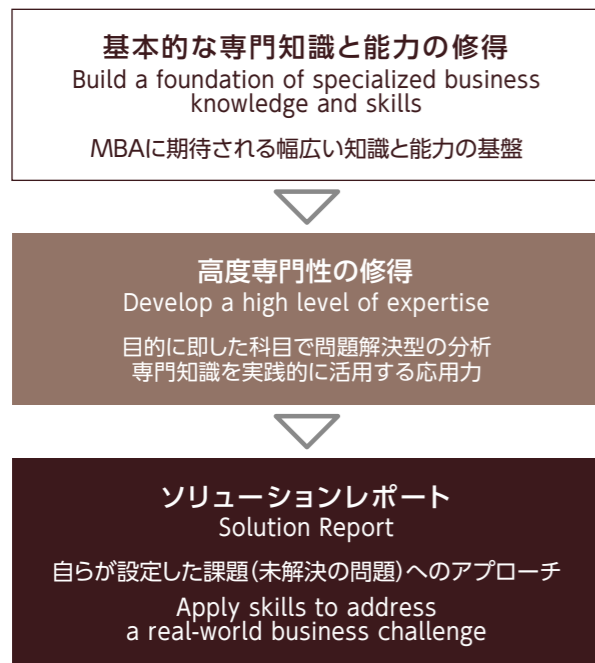 基本的な専門知識と能力の修得
Build a foundation of specialized business
knowledge and skills
MBAに期待される幅広い知識と能力の基盤
高度専門性の修得
Develop a high level of expertise
目的に即した科目で問題解決型の分析
専門知識を実践的に活用する応用力
ソリューションレポート
Solution Report
自らが設定した課題(未解決の問題)へのアプローチ
Apply skills to address
a real-world business challenge